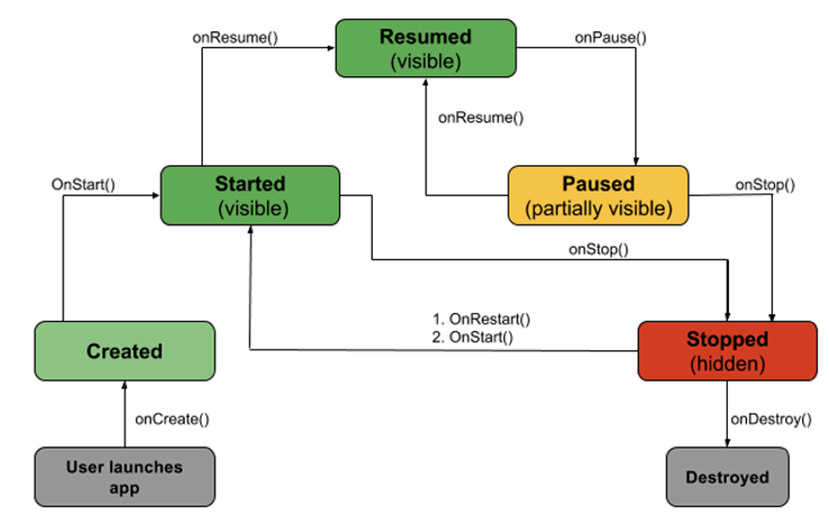 onResume()
Resumed
(visible)
onPause()
onResume()
OnStart()
Started
(visible)
Paused
(partially visible)
onStop()
onStop()
1. OnRestart()
2. OnStart()
Created
Stopped
(hidden)
onCreate()
onDestroy()
User launches
app
Destroyed